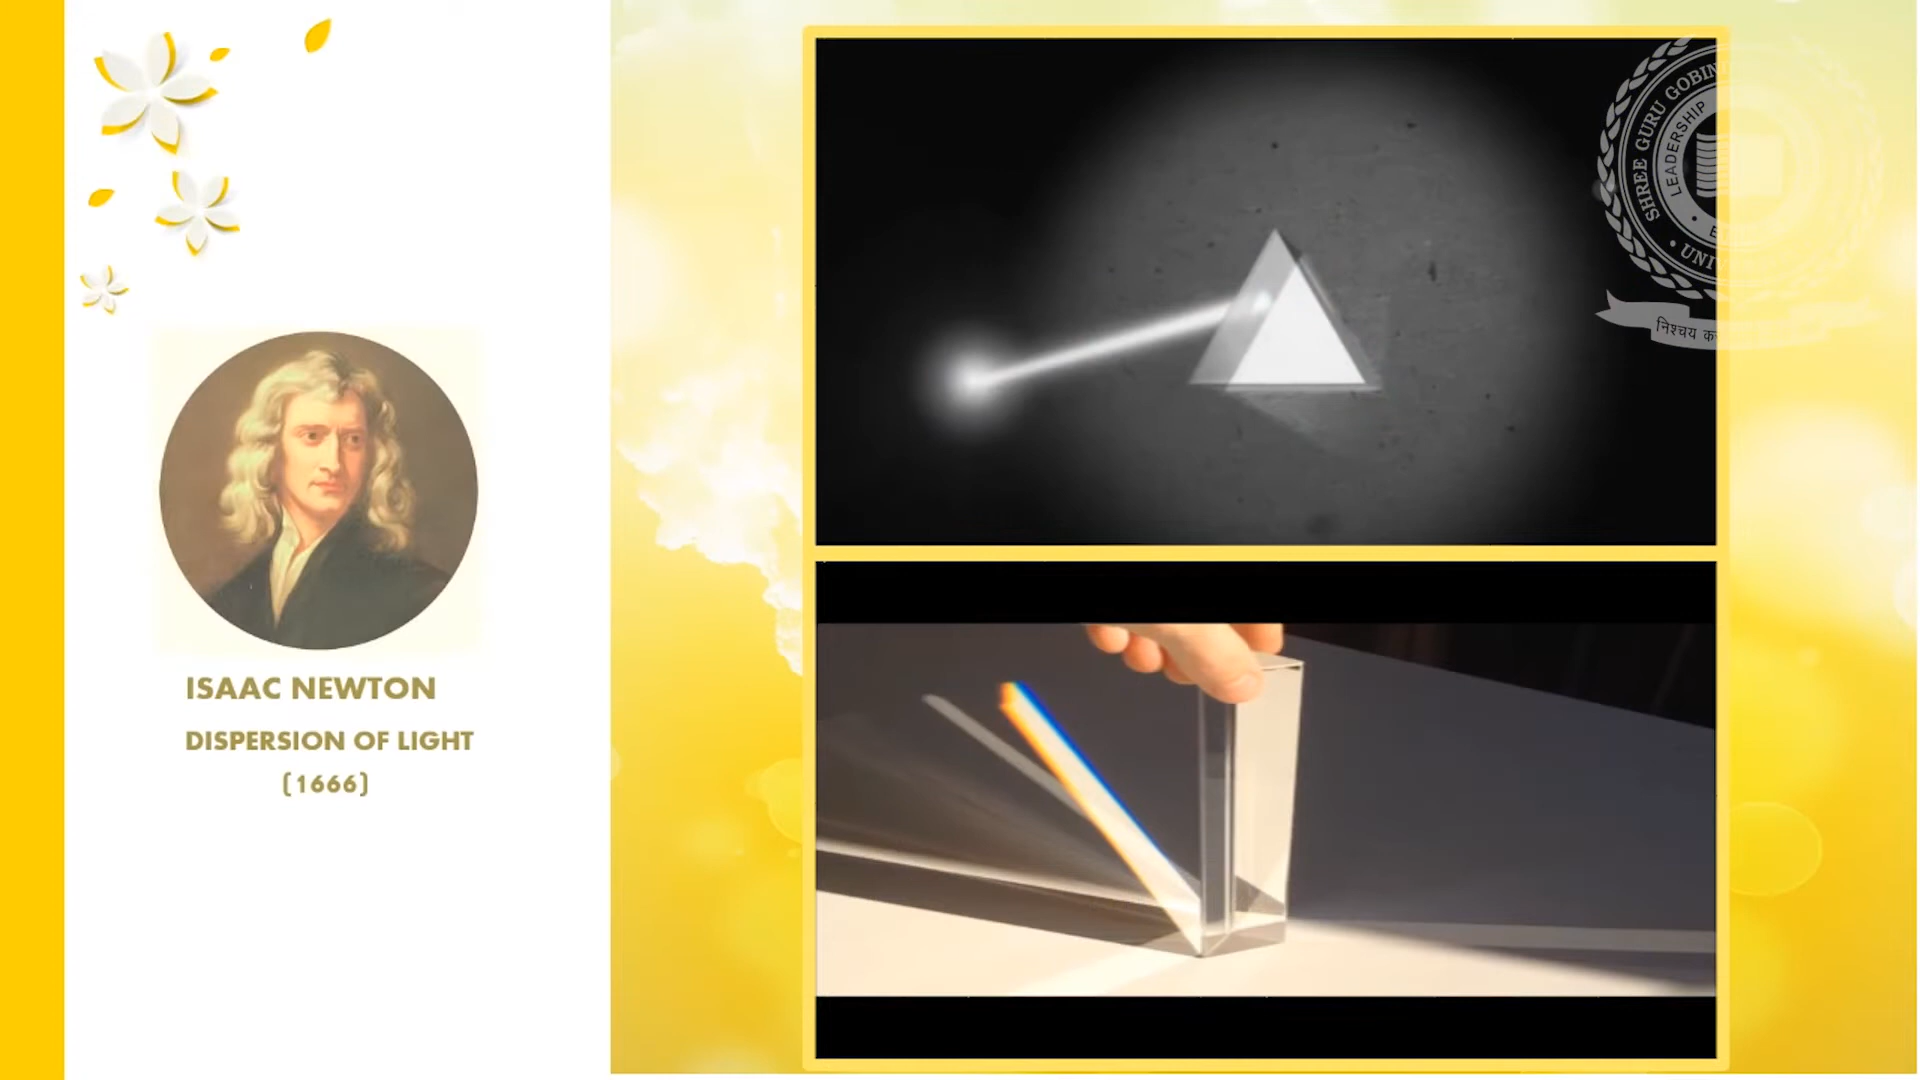 ISAAC NEWTON
DISPERSION OF LIGHT
(1666)
SHREE GURU GOBIN
LEADERSHIP
UNI
निश्चय